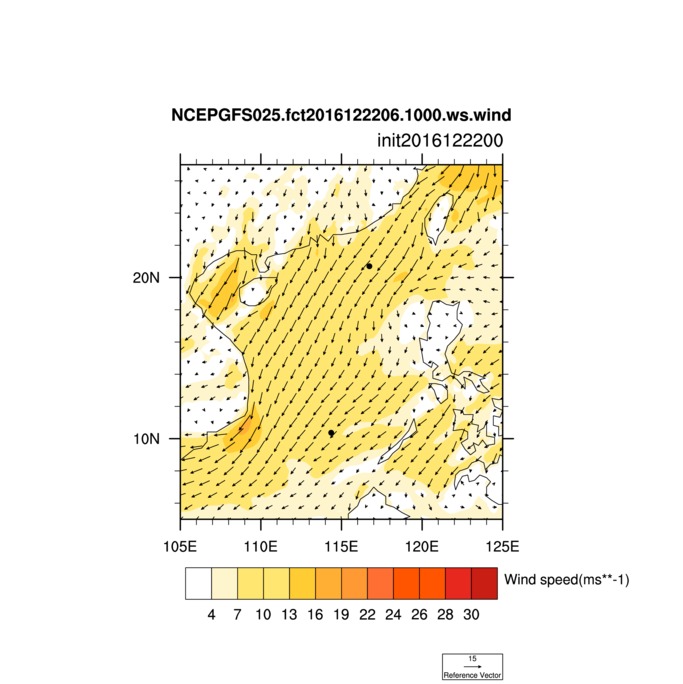 NCEPGFS025.fct2016122206.1000.ws.wind
init2016122200
20N
10N
105E 110E 115E 120E 125E
Wind speed(ms**-1)
4 7 10 13 16 19 22 24 26 28 30
15
Reference Vector